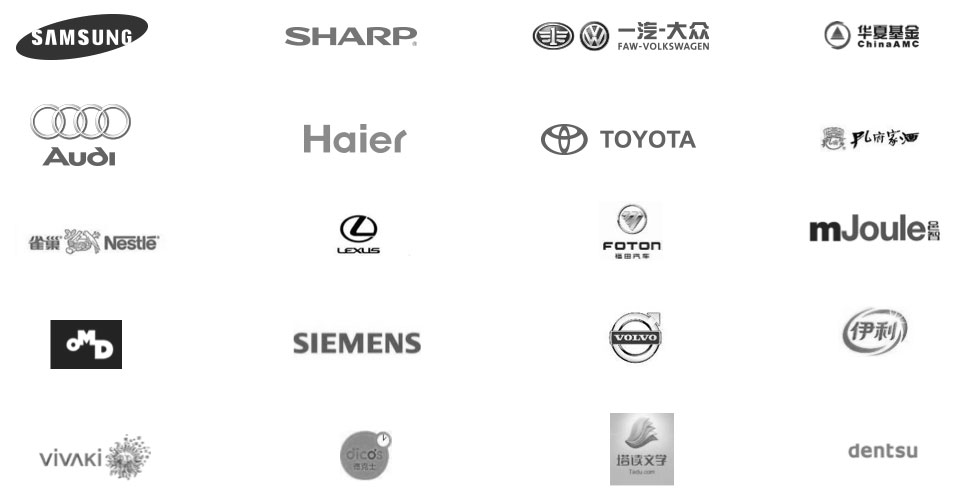 SAMSUNG
SHARP
一汽-大众
FAW-VOLKSWAGEN
华夏基金
ChinaAMC
Audi
Haier
TOYOTA
孔府家酒
雀巢 Nestlé
LEXUS
FOTON
福田汽车
mJoule
OMD
SIEMENS
VOLVO
伊利
VIVAKI
dico's
德克士
塔读文学
Tadu.com
dentsu